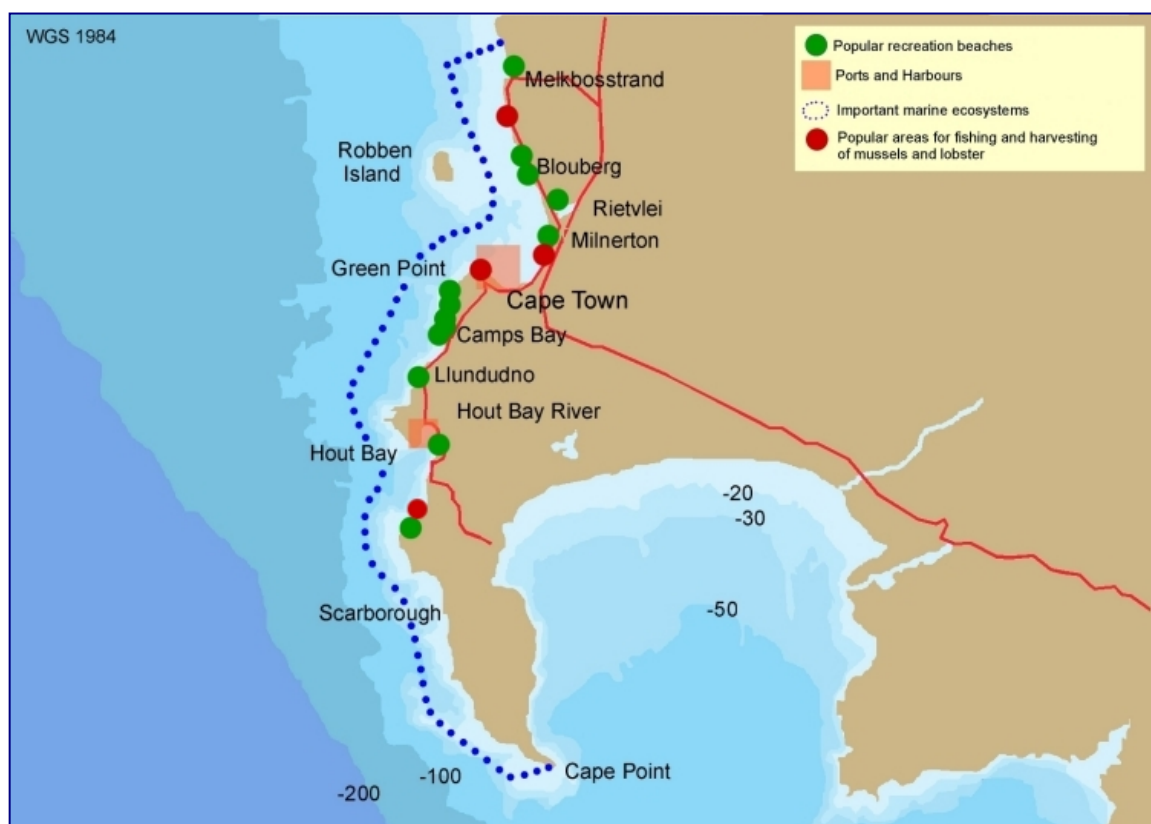 WGS 1984
Popular recreation beaches
Ports and Harbours
Important marine ecosystems
Popular areas for fishing and harvesting
of mussels and lobster
Melkbosstrand
Robben
Island
Blouberg
Rietvlei
Milnerton
Green Point
Cape Town
Camps Bay
Llundudno
Hout Bay River
Hout Bay
-20
-30
-50
Scarborough
Cape Point
-100
-200